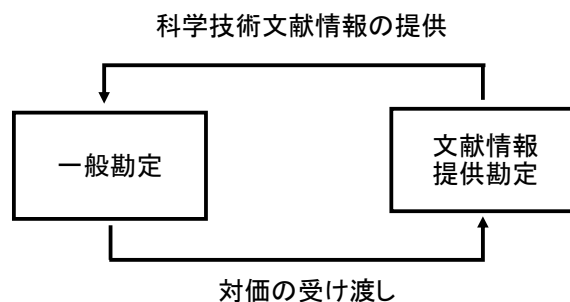 科学技術文献情報の提供
一般勘定
文献情報
提供勘定
対価の受け渡し